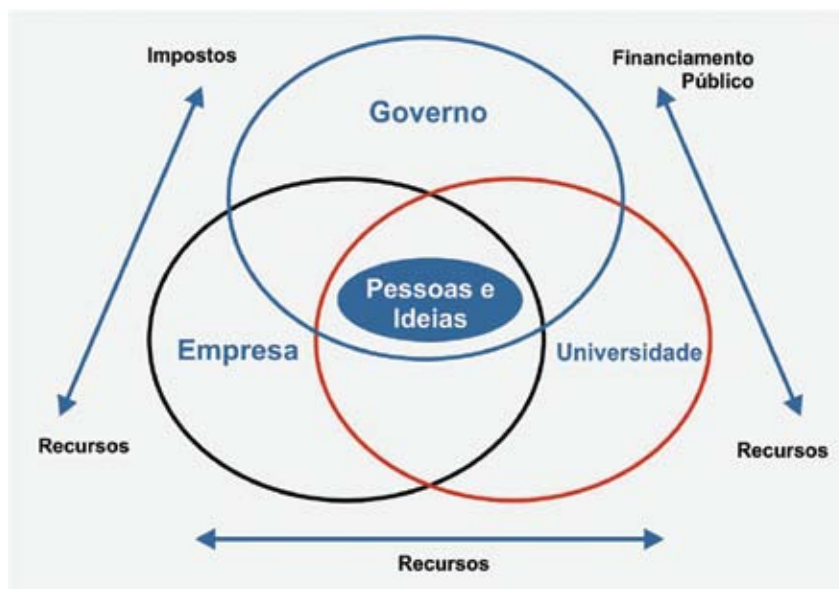 Impostos
Financiamento
Público
Governo
Pessoas e
Ideias
Empresa
Universidade
Recursos
Recursos
Recursos